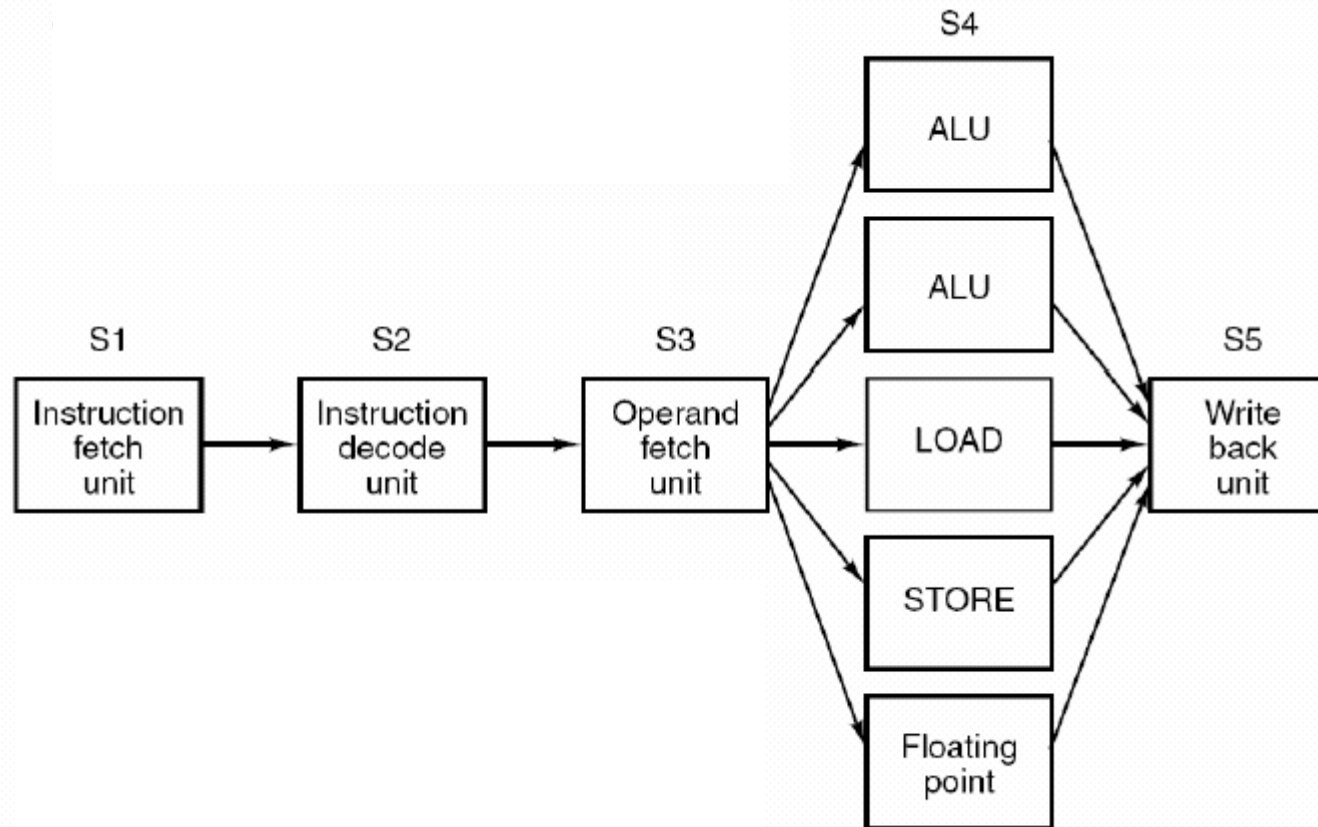 S4
ALU
ALU
S1
S2
S3
S5
Instruction
fetch
unit
Instruction
decode
unit
Operand
fetch
unit
LOAD
Write
back
unit
STORE
Floating
point